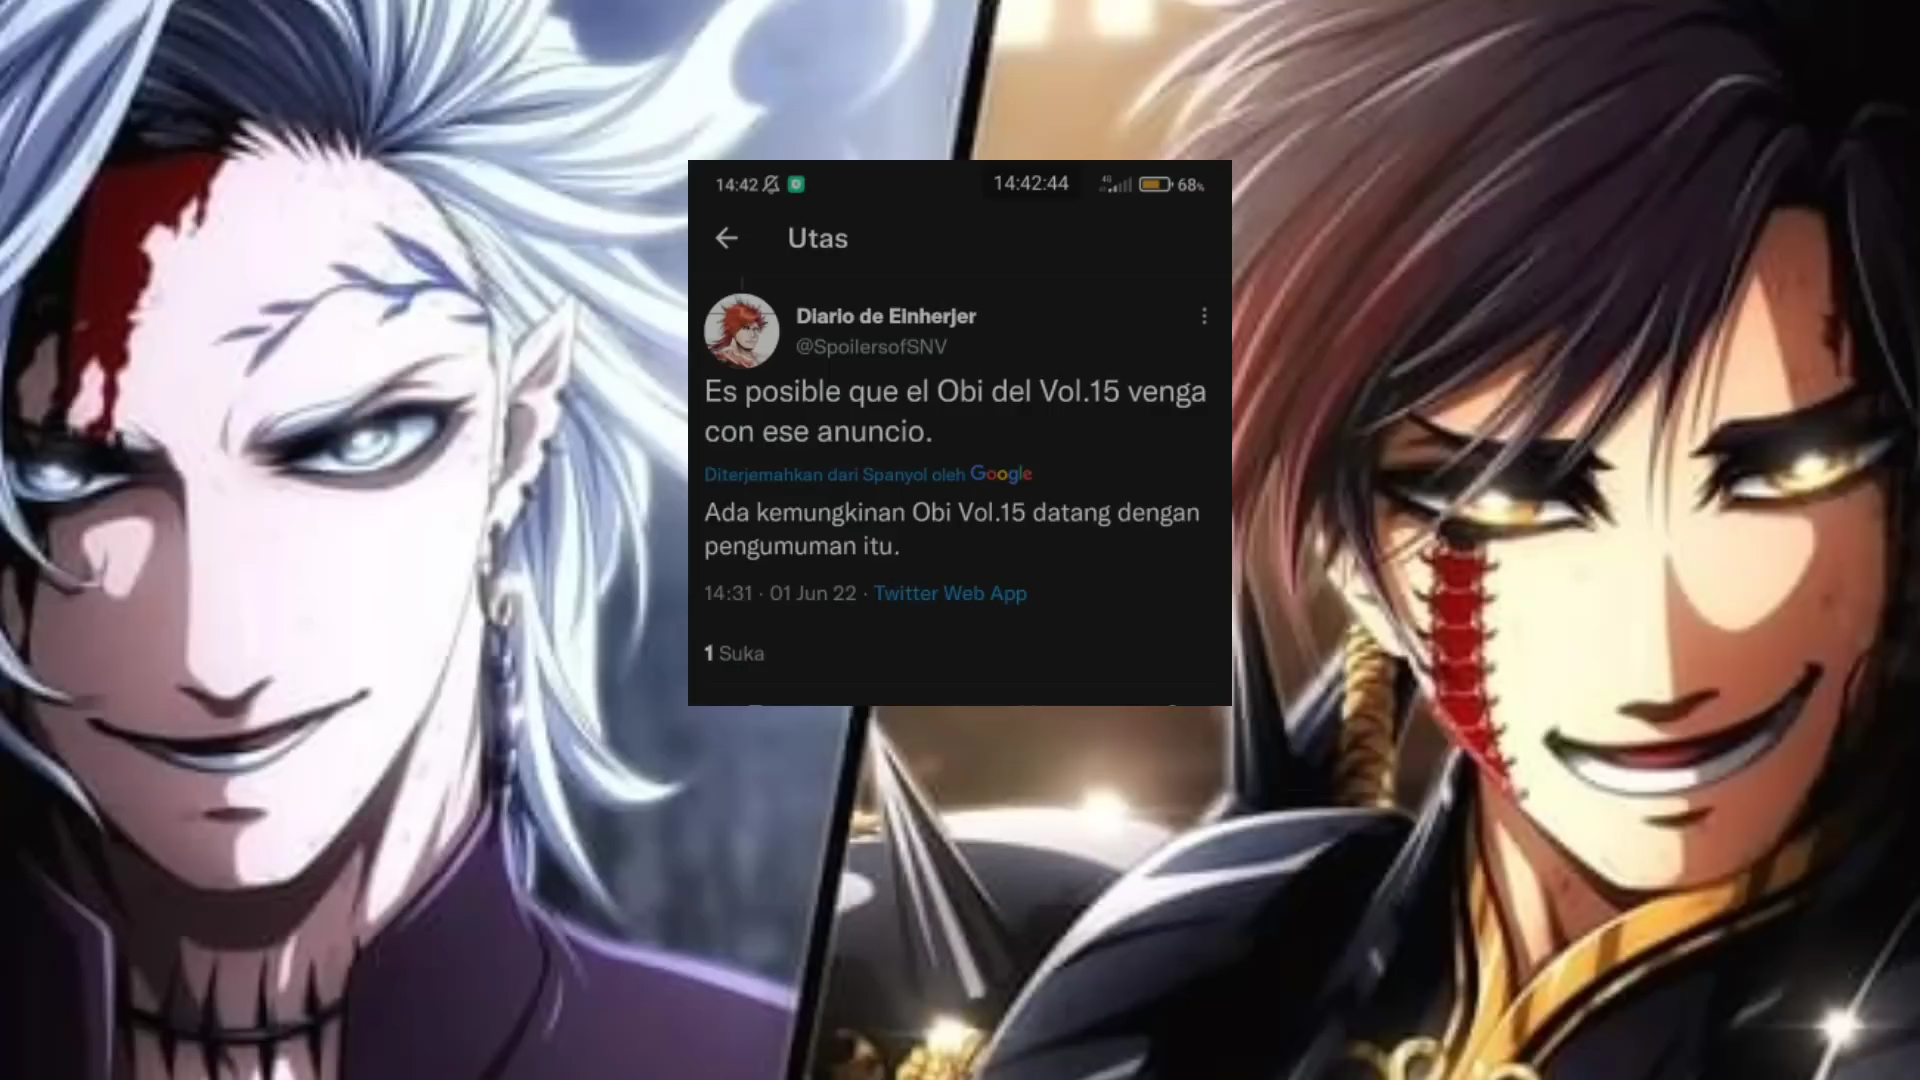 14:42 14:42:44 4G 68%
Utas
Diario de Einherjer
@SpoilersofSNV
Es posible que el Obi del Vol.15 venga
con ese anuncio.
Diterjemahkan dari Spanyol oleh Google
Ada kemungkinan Obi Vol.15 datang dengan
pengumuman itu.
14:31 · 01 Jun 22 · Twitter Web App
1 Suka